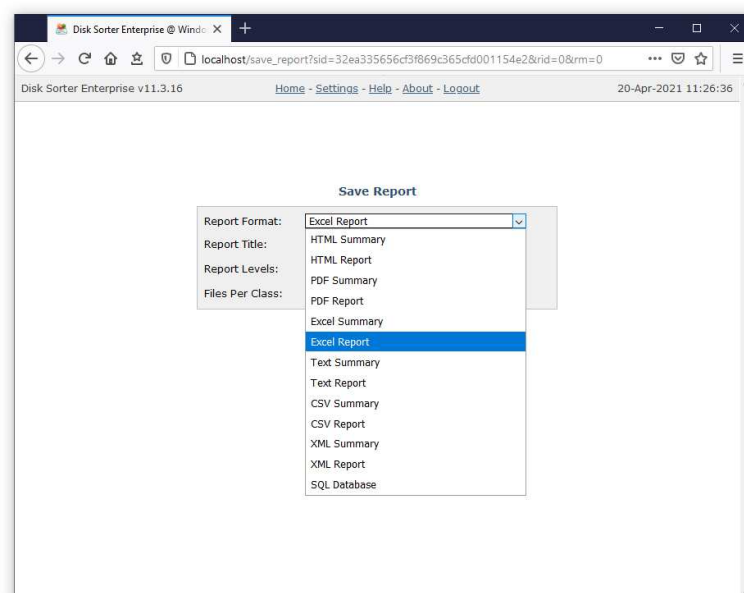 Disk Sorter Enterprise @ Windo
localhost/save_report?sid=32ea335656cf3f869c365cfd001154e2&rid=0&rm=0
Disk Sorter Enterprise v11.3.16 Home - Settings - Help - About - Logout 20-Apr-2021 11:26:36
Save Report
Report Format: Excel Report
Report Title:
Report Levels:
Files Per Class:
HTML Summary
HTML Report
PDF Summary
PDF Report
Excel Summary
Excel Report
Text Summary
Text Report
CSV Summary
CSV Report
XML Summary
XML Report
SQL Database